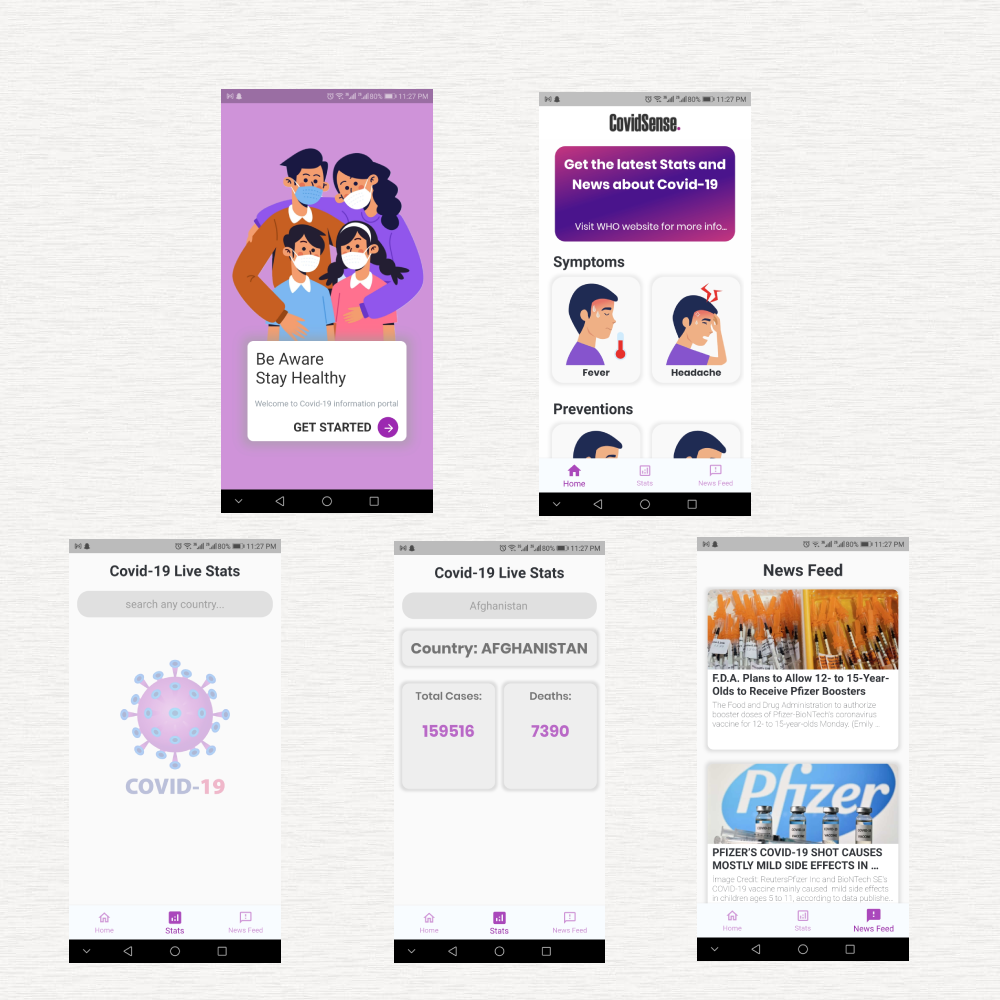 80% 11:27 PM
Be Aware
Stay Healthy
Welcome to Covid-19 information portal
GET STARTED
80% 11:27 PM
CovidSense.
Get the latest Stats and
News about Covid-19
Visit WHO website for more info...
Symptoms
Fever
Headache
Preventions
Home
Stats
News Feed
80% 11:27 PM
Covid-19 Live Stats
search any country...
COVID-19
Home
Stats
News Feed
80% 11:27 PM
Covid-19 Live Stats
Afghanistan
Country: AFGHANISTAN
Total Cases:
Deaths:
159516
7390
Home
Stats
News Feed
80% 11:27 PM
News Feed
F.D.A. Plans to Allow 12- to 15-Year-
Olds to Receive Pfizer Boosters
The Food and Drug Administration to authorize
booster doses of Pfizer-BioNTech's coronavirus
vaccine for 12- to 15-year-olds Monday. (Emily ...
Pfizer
PFIZER'S COVID-19 SHOT CAUSES
MOSTLY MILD SIDE EFFECTS IN ...
Image Credit, ReutersPfizer Inc and BioNTech SE's
COVID-19 vaccine mainly caused mild side effects
in children ages 5 to 11, according to data publishe...
Home
Stats
News Feed